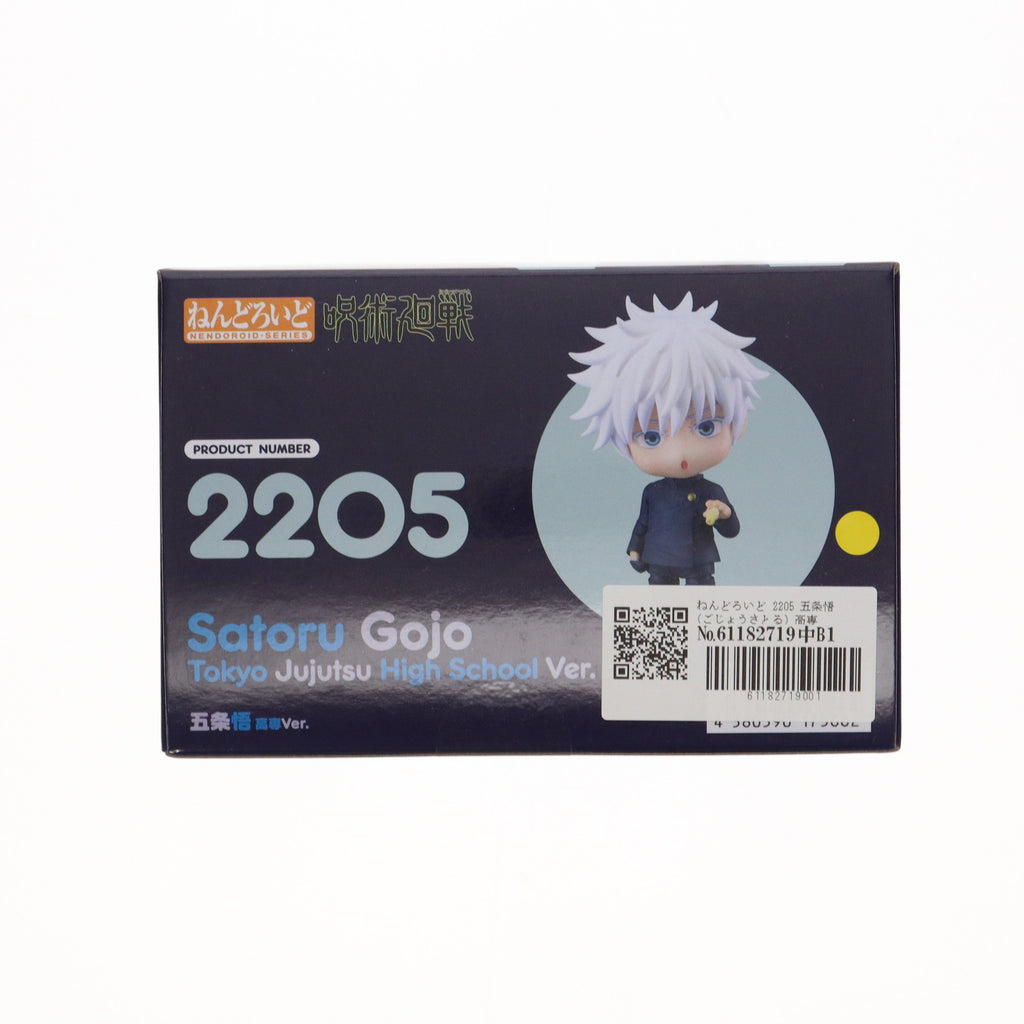 ねんどろいど
NENDOROID-SERIES
呪術廻戦
PRODUCT NUMBER
2205
Satoru Gojo
Tokyo Jujutsu High School Ver.
五条悟 高専Ver.
ねんどろいど 2205 五条悟
(ごじょうさとる) 高専
No.61182719中B1
61182719001